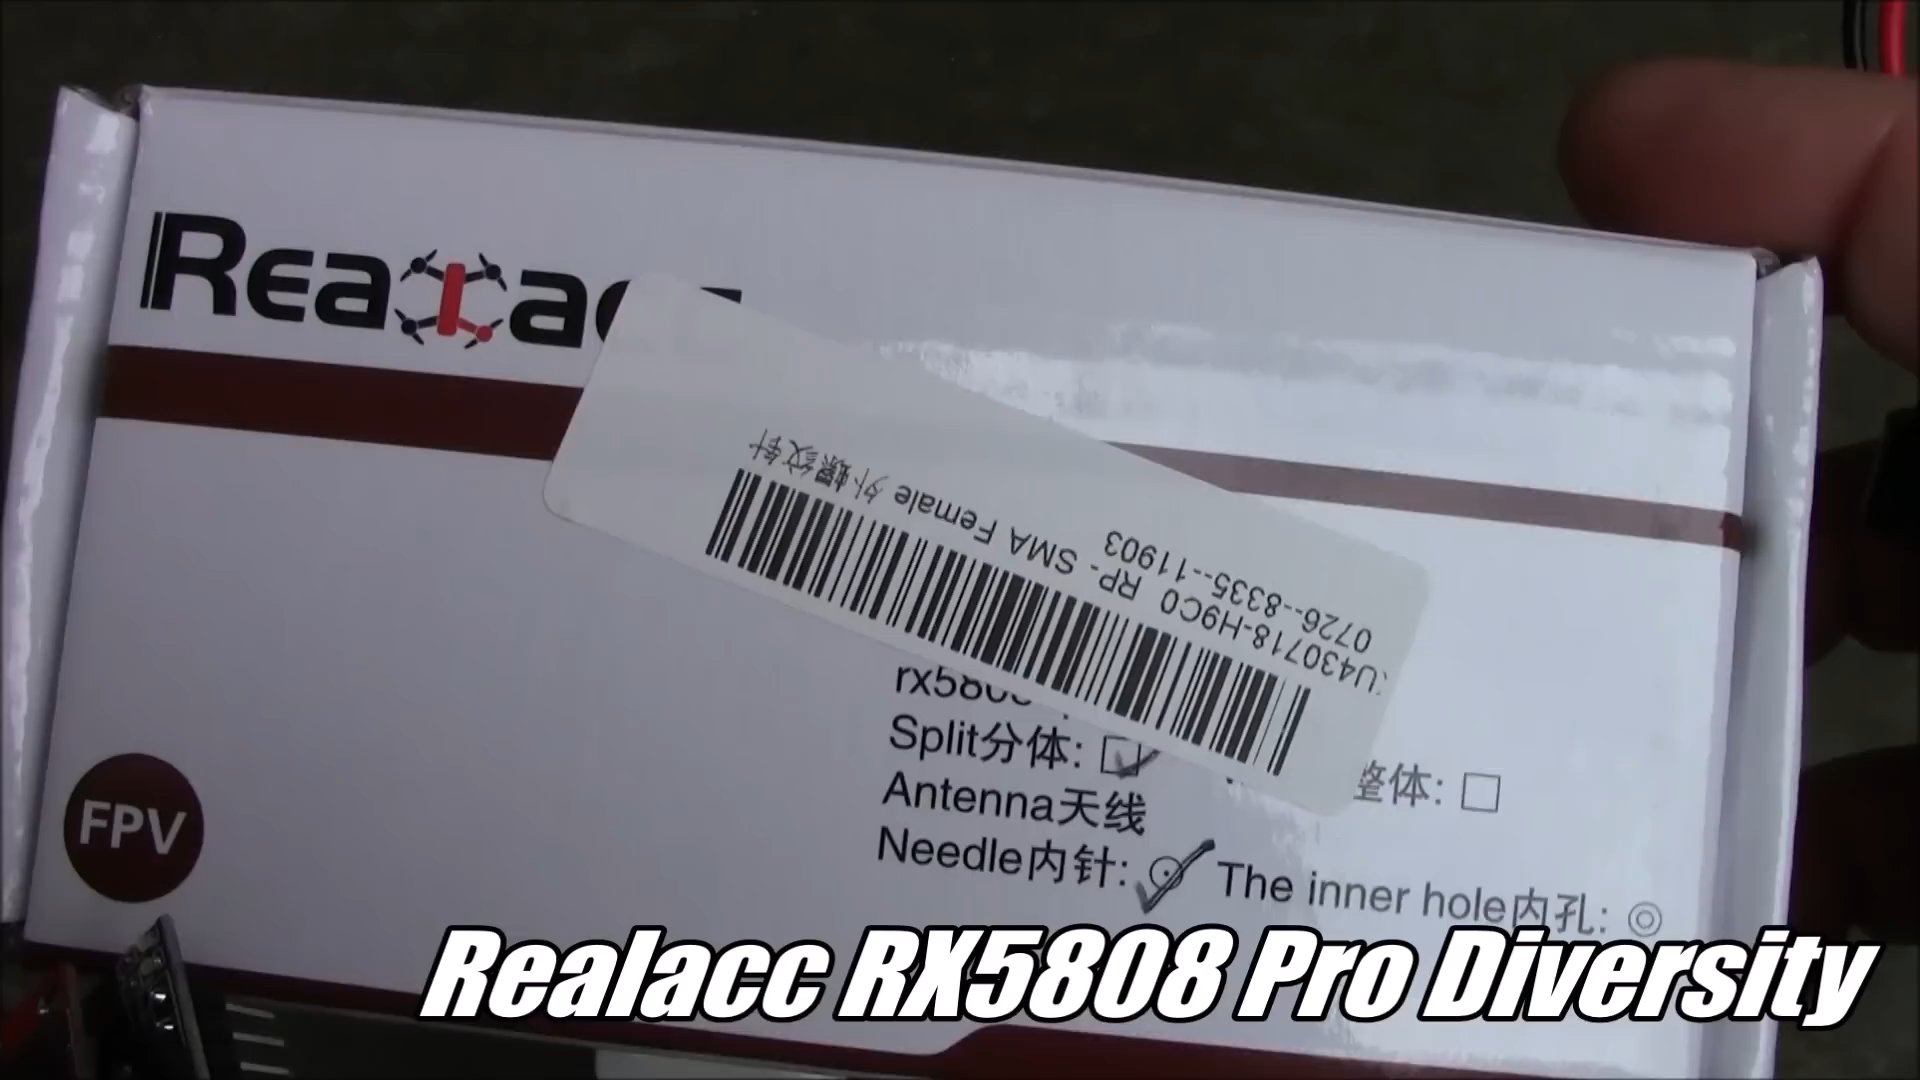 Realacc
U430718-H9C0 RP- SMA Female 外螺纹针
0726--8335--11903
rx5808
Split分体: 整体:
Antenna天线
Needle内针: The inner hole内孔:
FPV
Realacc RX5808 Pro Diversity